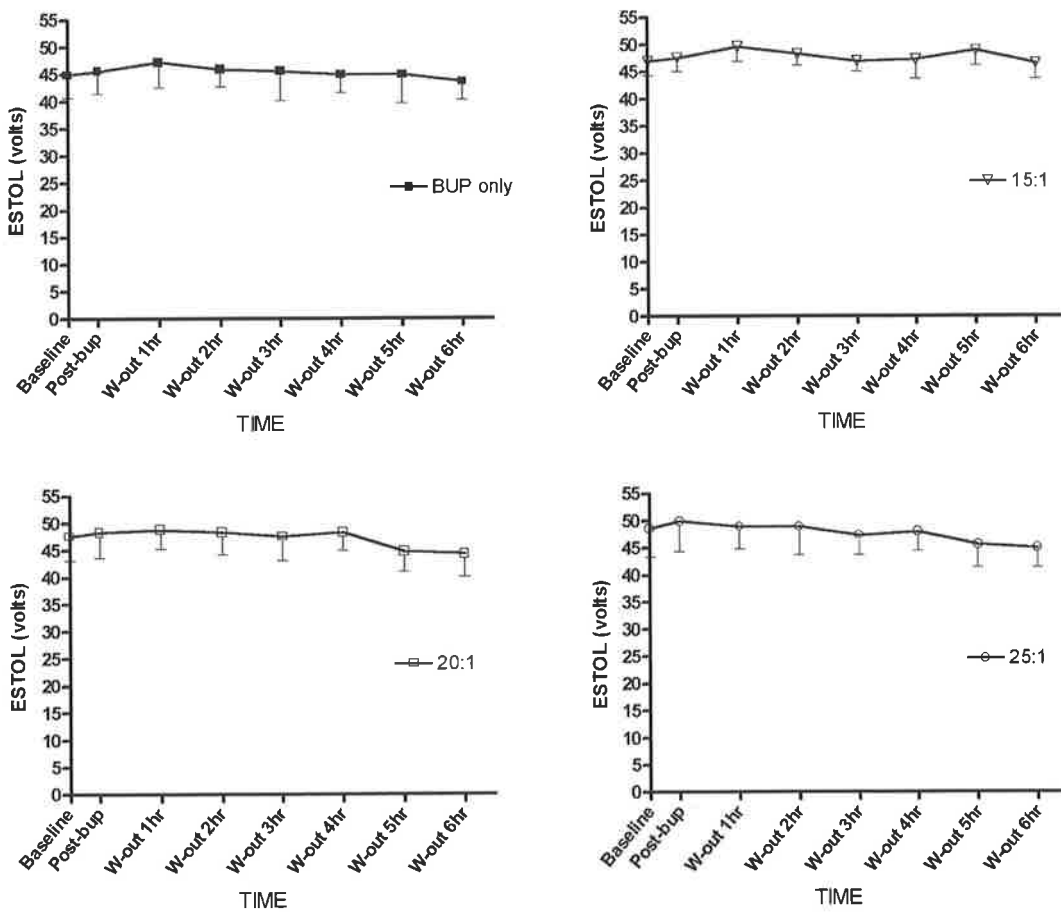 55
50
45
40
35
30
25
20
15
10
5
0
ESTOL (volts)
BUP only
Baseline
Post-bup
W-out 1hr
W-out 2hr
W-out 3hr
W-out 4hr
W-out 5hr
W-out 6hr
TIME
55
50
45
40
35
30
25
20
15
10
5
0
ESTOL (volts)
15:1
Baseline
Post-bup
W-out 1hr
W-out 2hr
W-out 3hr
W-out 4hr
W-out 5hr
W-out 6hr
TIME
55
50
45
40
35
30
25
20
15
10
5
0
ESTOL (volts)
20:1
Baseline
Post-bup
W-out 1hr
W-out 2hr
W-out 3hr
W-out 4hr
W-out 5hr
W-out 6hr
TIME
55
50
45
40
35
30
25
20
15
10
5
0
ESTOL (volts)
25:1
Baseline
Post-bup
W-out 1hr
W-out 2hr
W-out 3hr
W-out 4hr
W-out 5hr
W-out 6hr
TIME